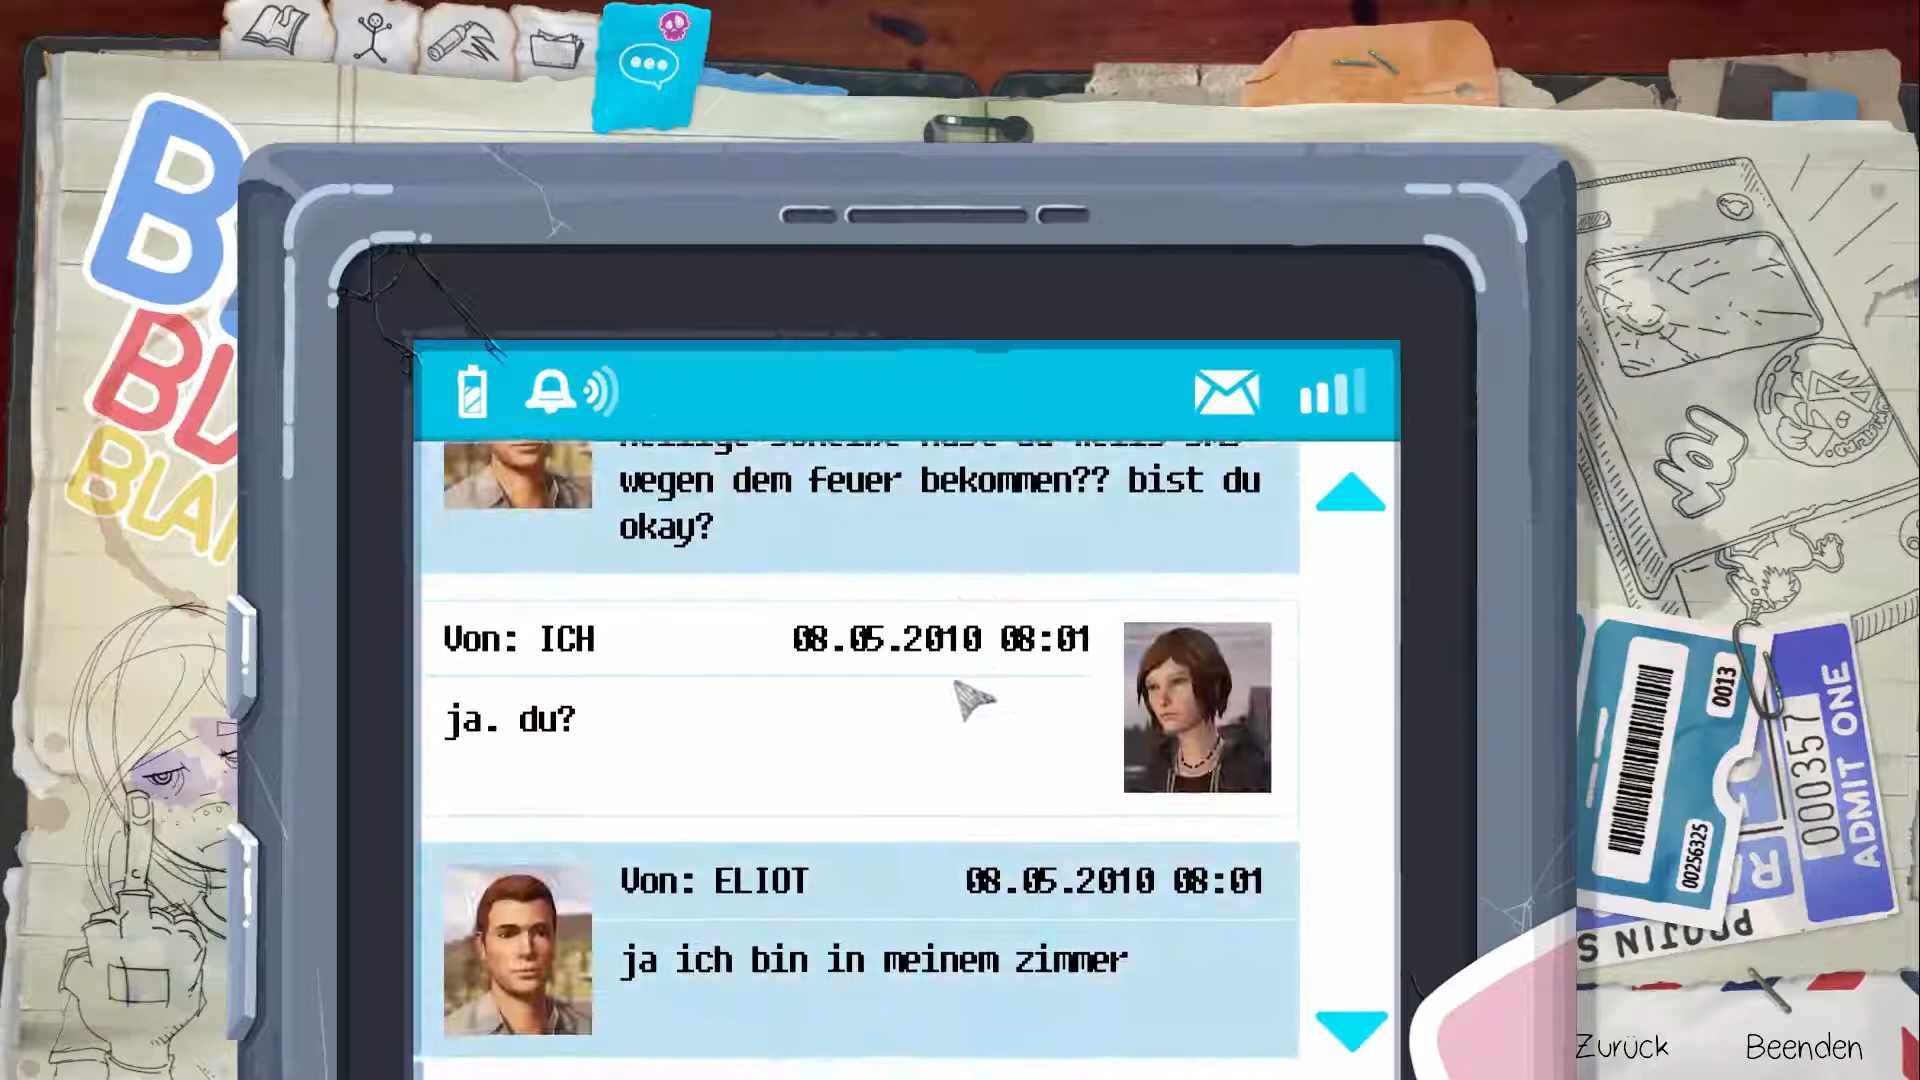 wegen dem feuer bekommen?? bist du
okay?
Von: ICH 08.05.2010 08:01
ja. du?
Von: ELIOT 08.05.2010 08:01
ja ich bin in meinem zimmer
0013
00256325
000357
ADMIT ONE
Zurück
Beenden